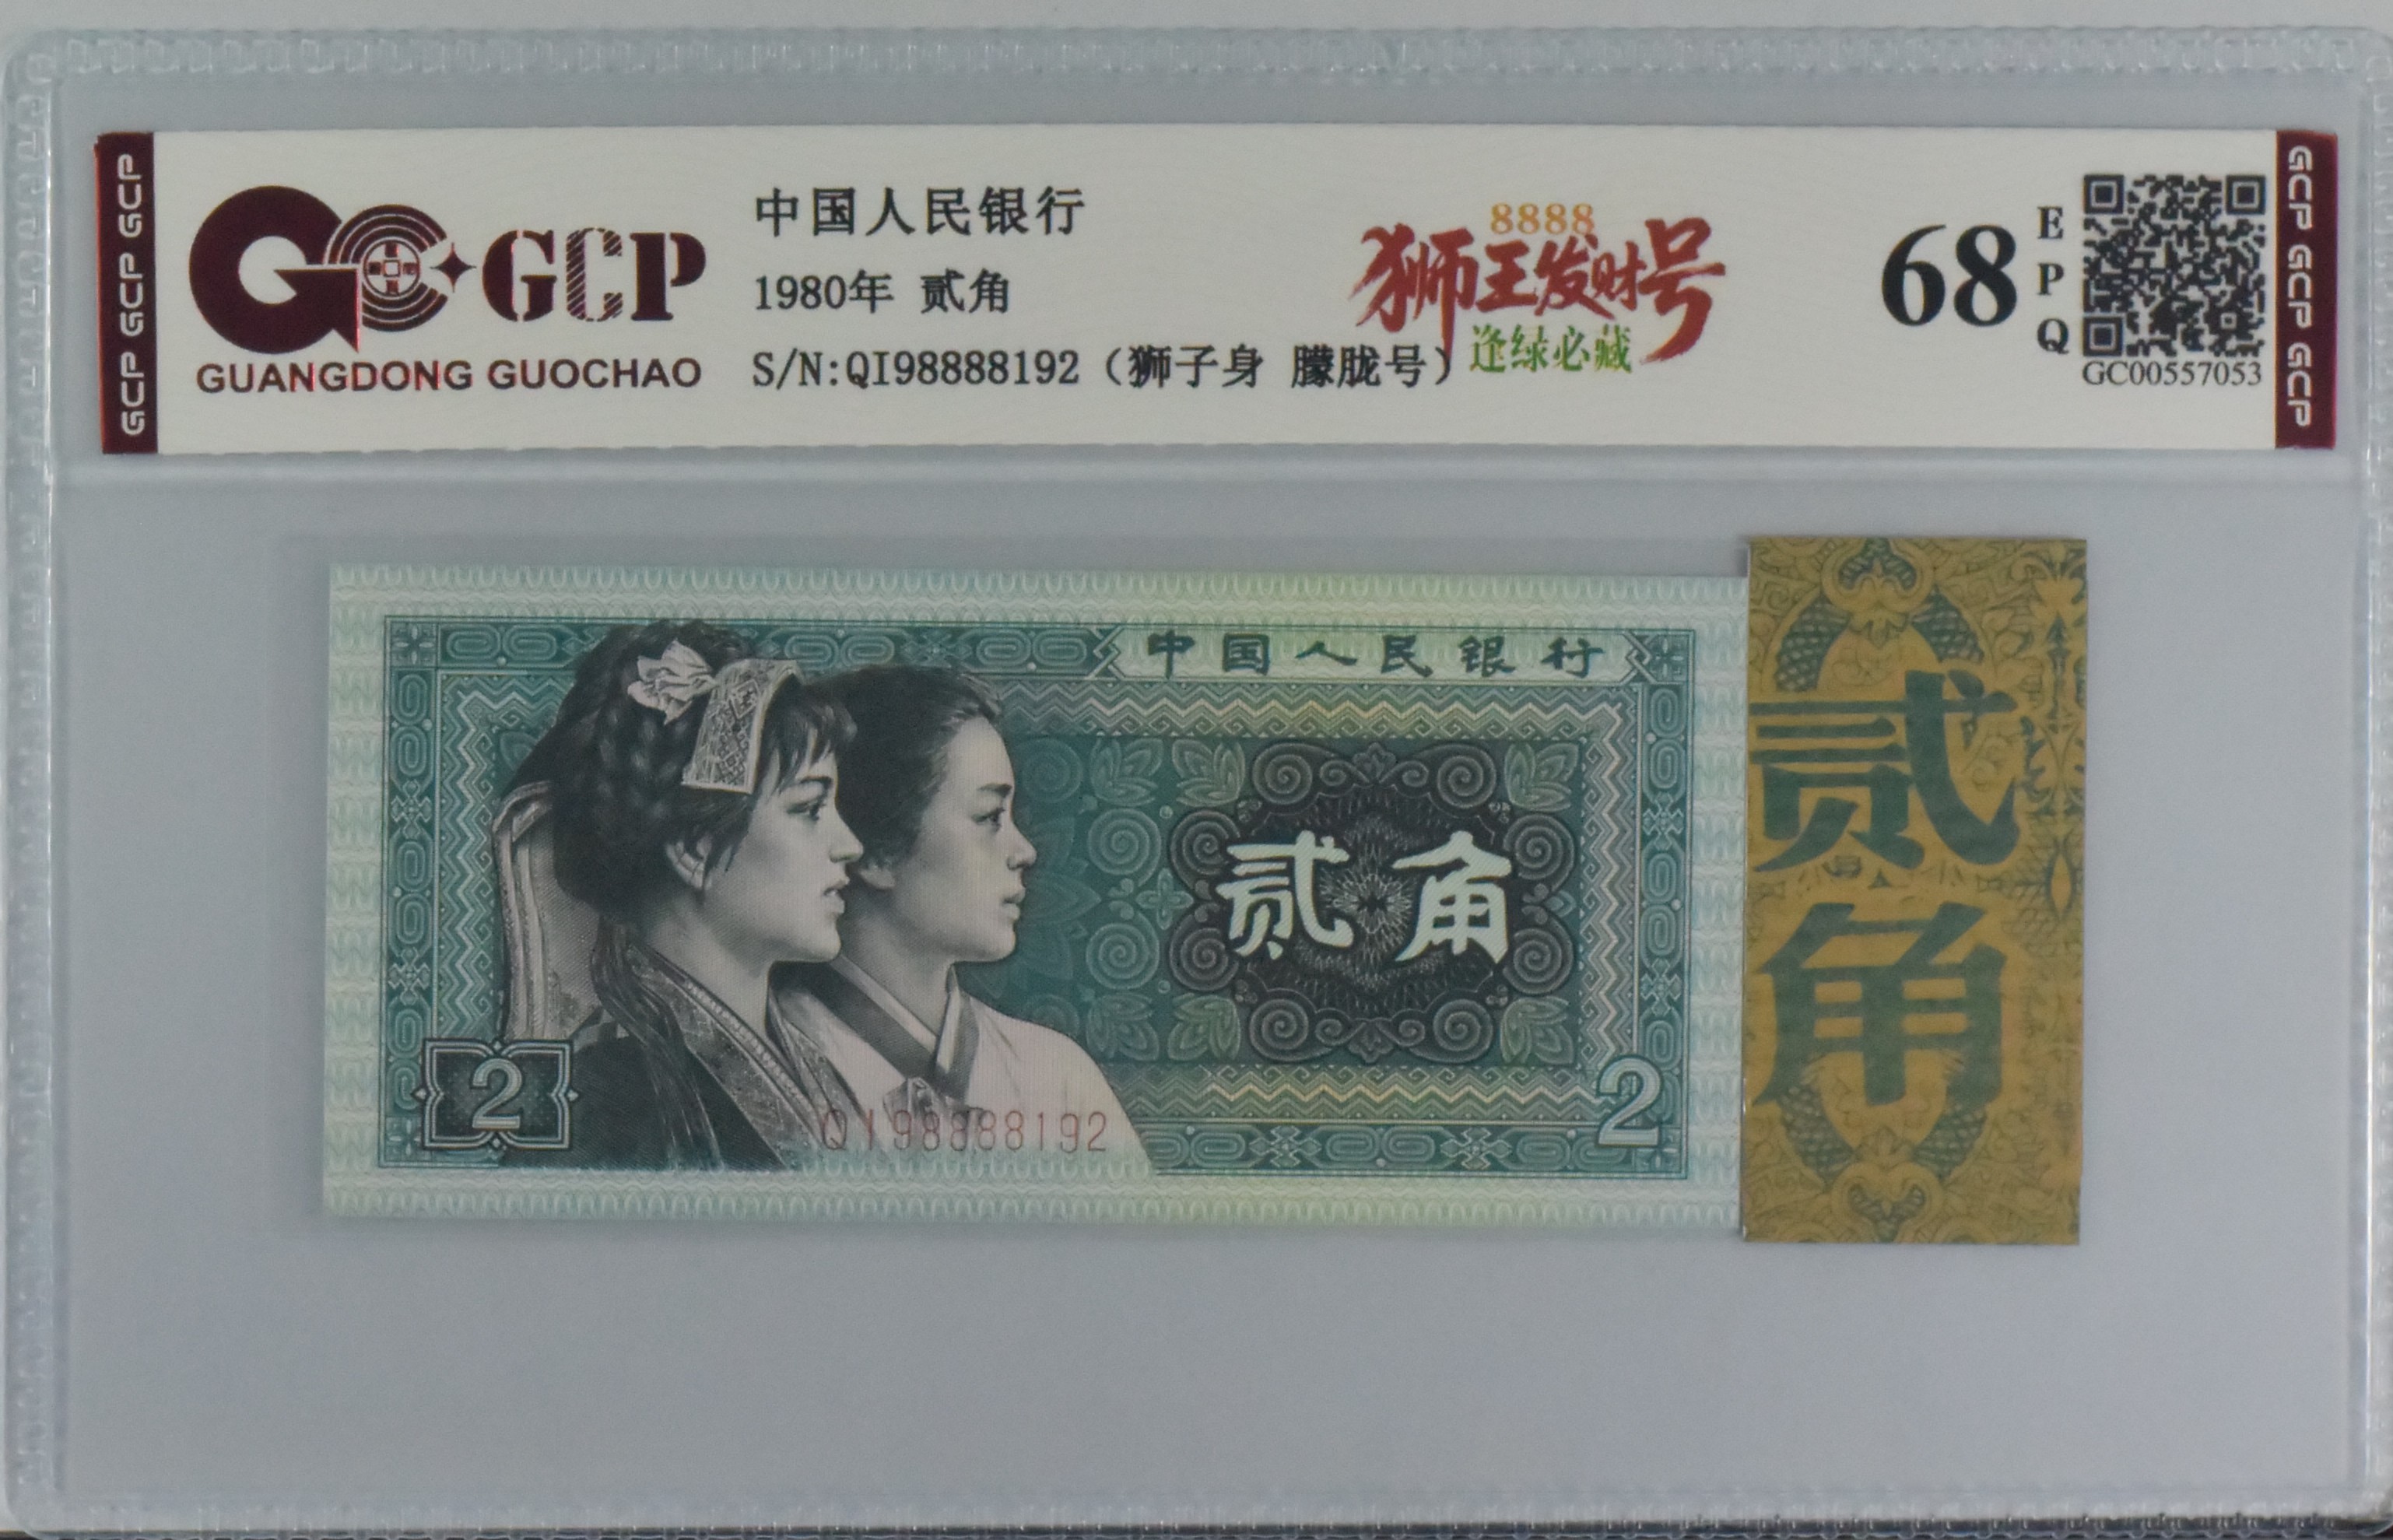 GCP GCP GCP
GCP
GUANGDONG GUOCHAO
中国人民银行
1980年 贰角
S/N:QI98888192（狮子身 朦胧号）
8888
狮王发财号
逢绿必藏
68
EPQ
GC00557053
GCP GCP GCP
中国人民银行
贰角
2
QI98888192
2
贰角